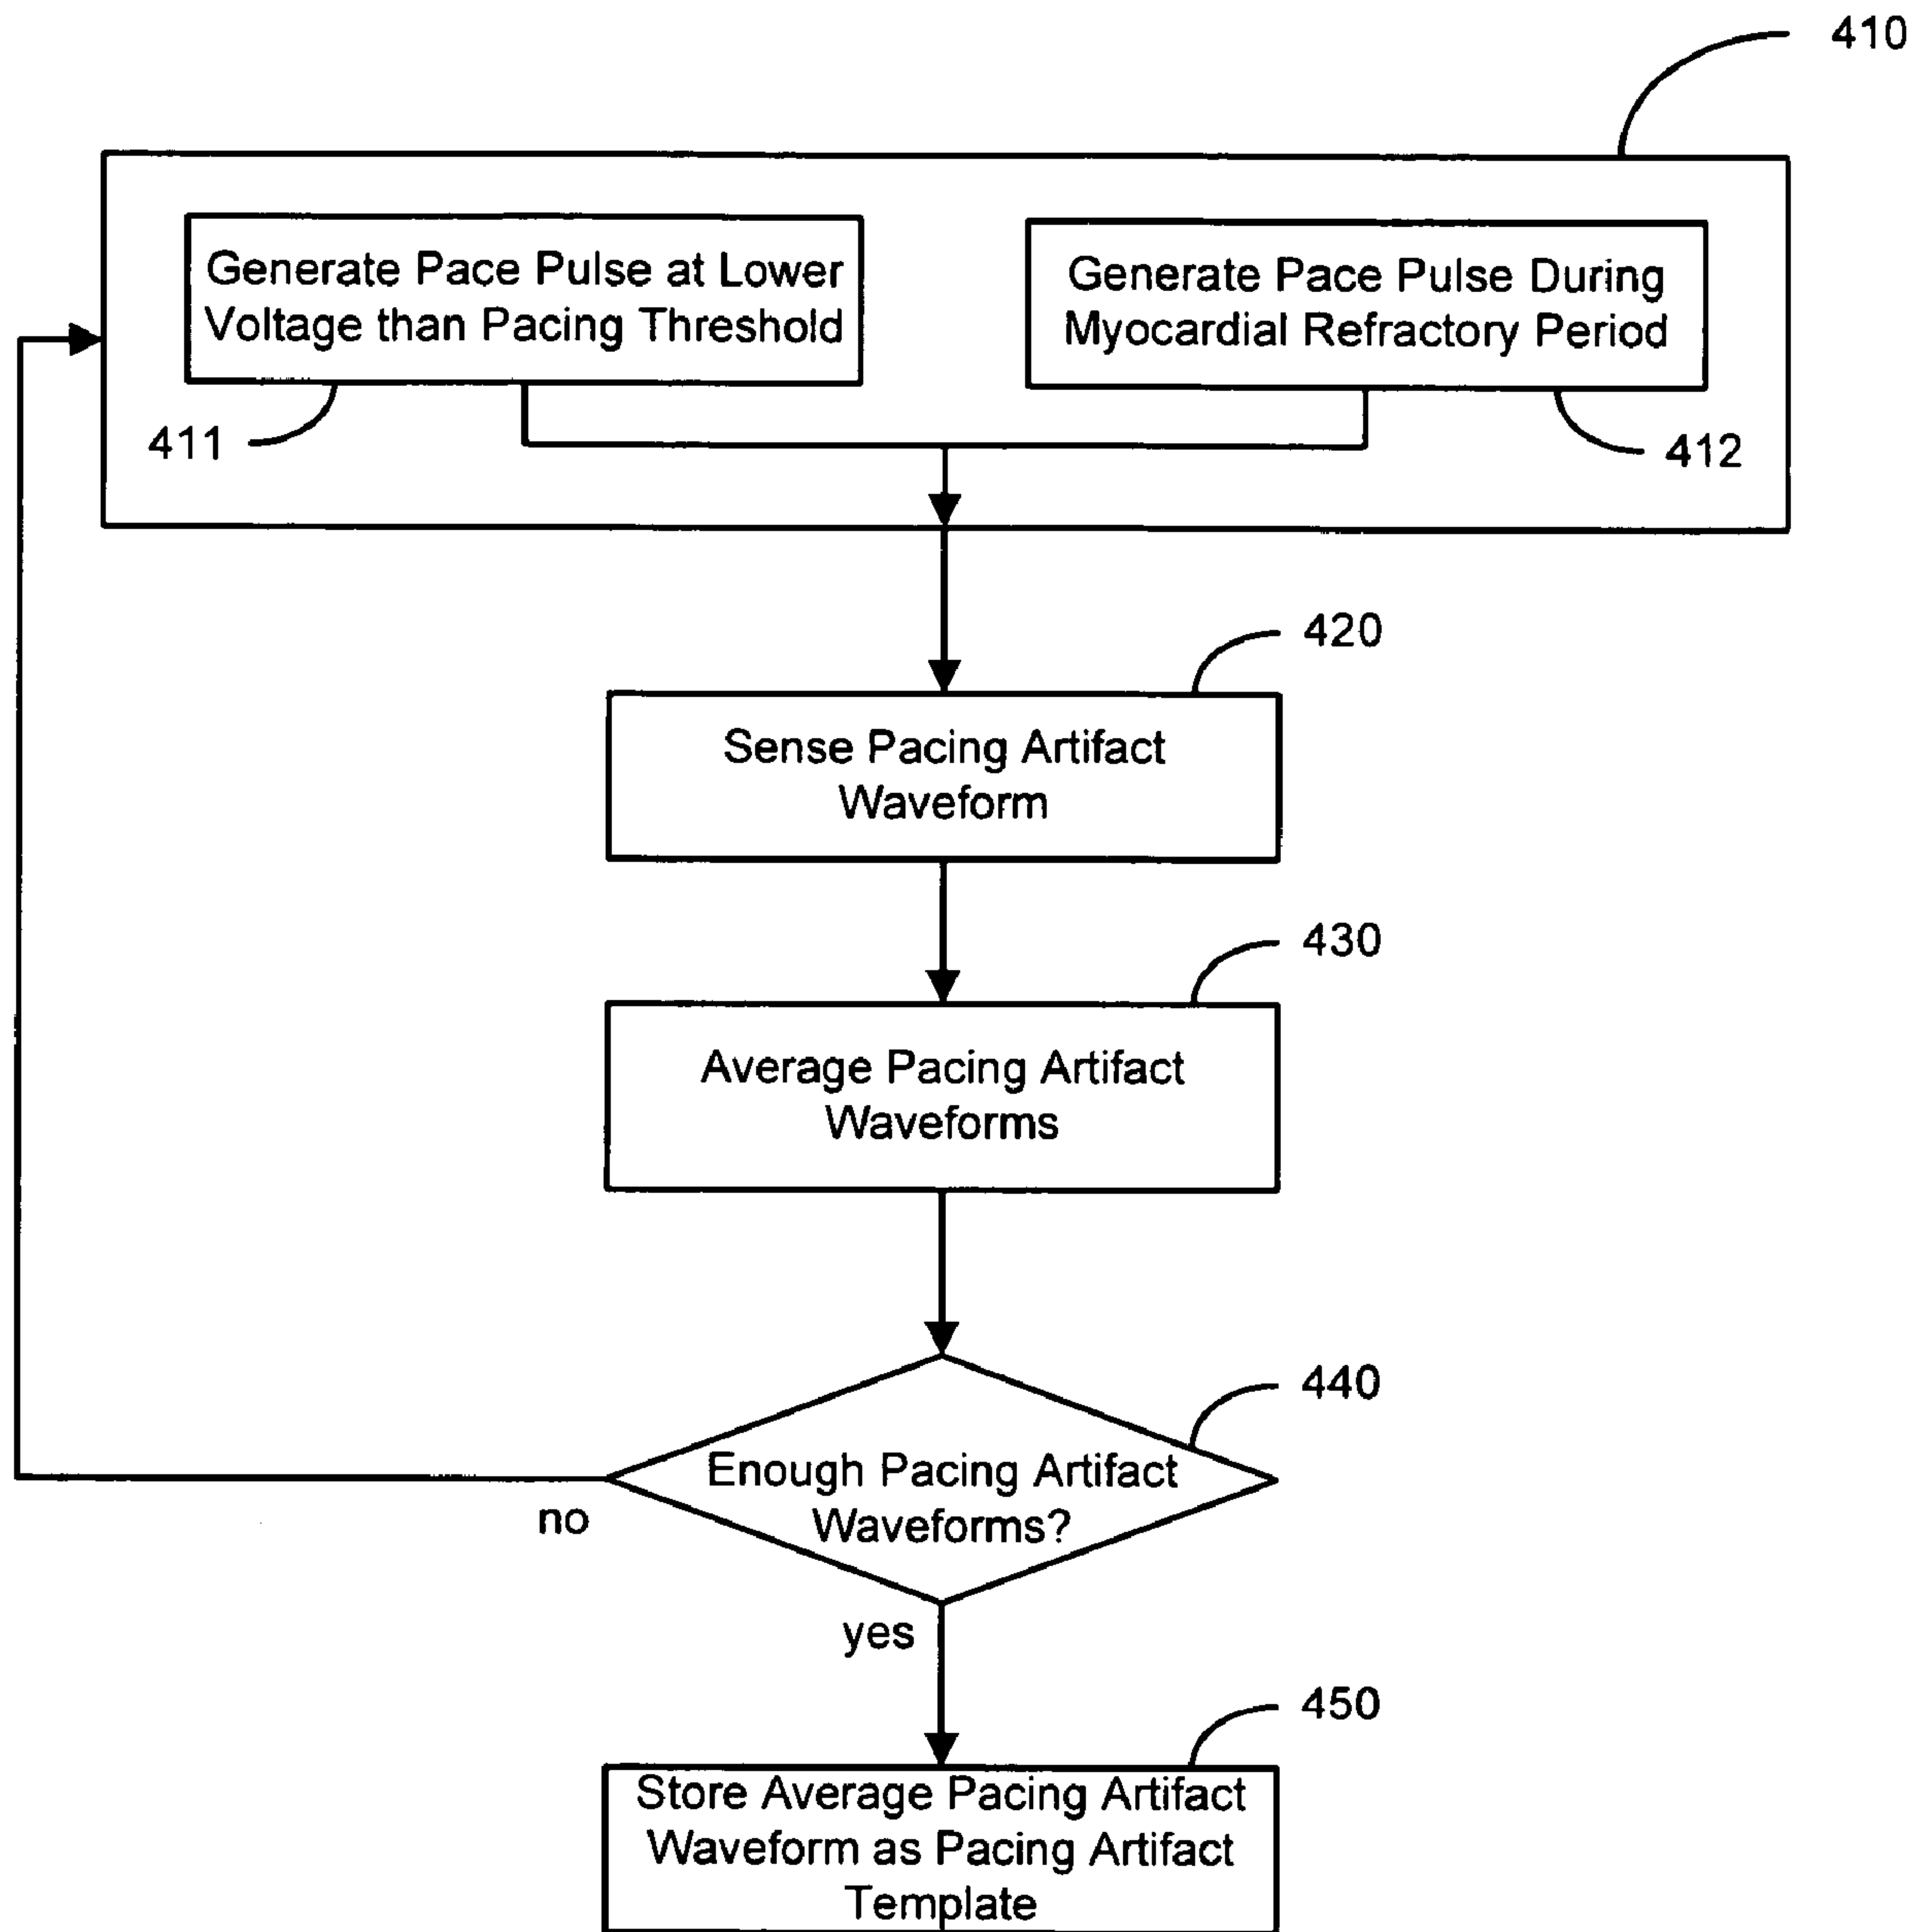 410
Generate Pace Pulse at Lower
Voltage than Pacing Threshold
Generate Pace Pulse During
Myocardial Refractory Period
411
412
420
Sense Pacing Artifact
Waveform
430
Average Pacing Artifact
Waveforms
440
Enough Pacing Artifact
Waveforms?
no
yes
450
Store Average Pacing Artifact
Waveform as Pacing Artifact
Template